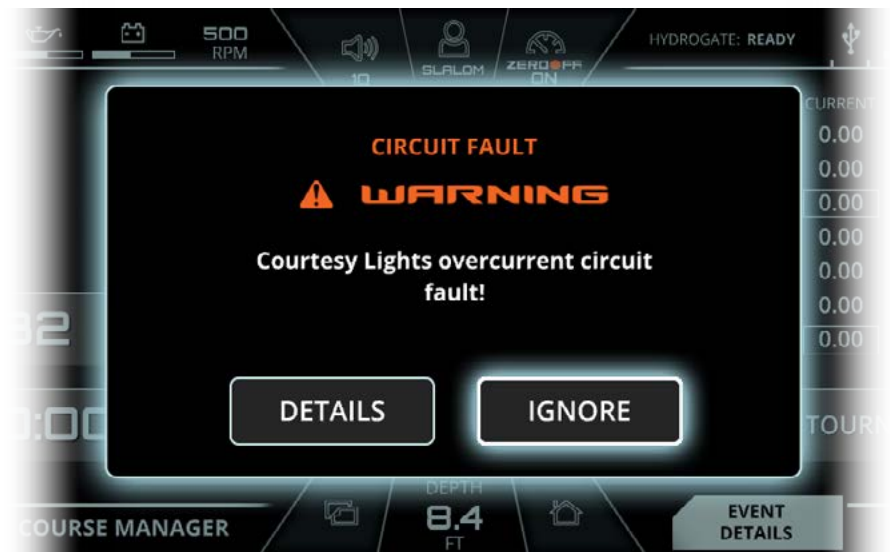 500
RPM
10
SLALOM
ZEROOFF
ON
HYDROGATE: READY
CURRENT
0.00
0.00
0.00
0.00
0.00
0.00
0.00
CIRCUIT FAULT
WARNING
Courtesy Lights overcurrent circuit
fault!
DETAILS
IGNORE
DEPTH
8.4
FT
COURSE MANAGER
EVENT
DETAILS